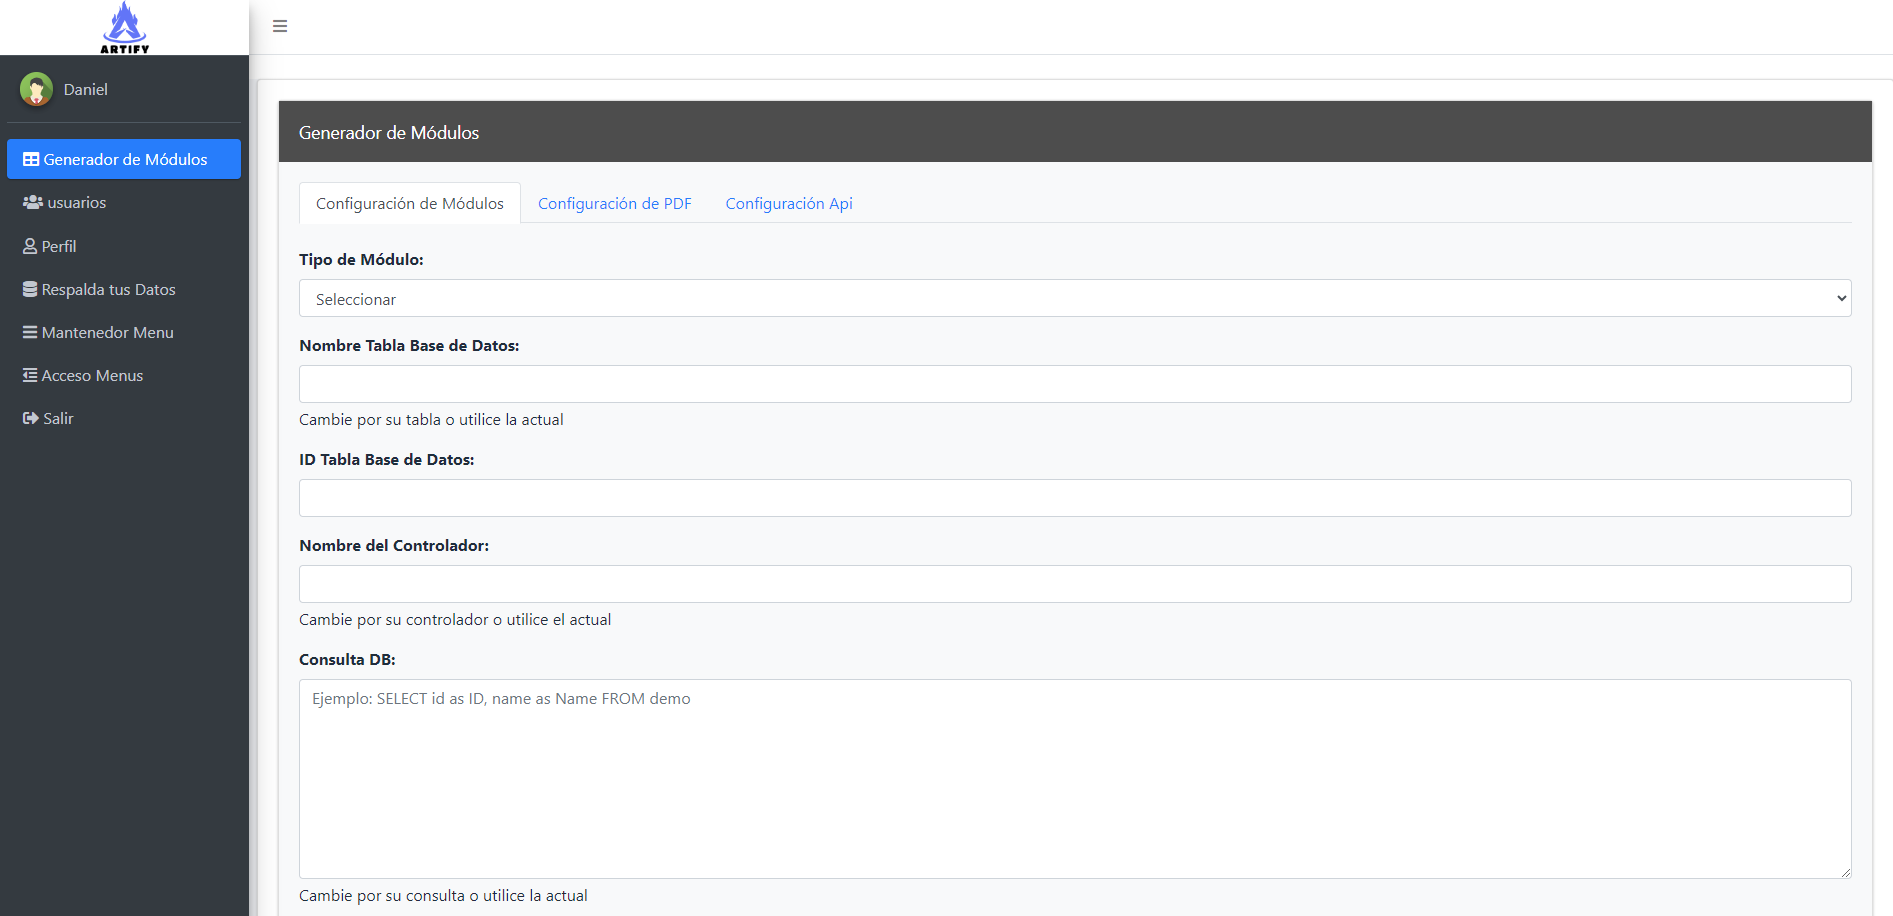 ARTIFY
Daniel
Generador de Módulos
usuarios
Perfil
Respalda tus Datos
Mantenedor Menu
Acceso Menus
Salir
Generador de Módulos
Configuración de Módulos
Configuración de PDF
Configuración Api
Tipo de Módulo:
Seleccionar
Nombre Tabla Base de Datos:
Cambie por su tabla o utilice la actual
ID Tabla Base de Datos:
Nombre del Controlador:
Cambie por su controlador o utilice el actual
Consulta DB:
Ejemplo: SELECT id as ID, name as Name FROM demo
Cambie por su consulta o utilice la actual